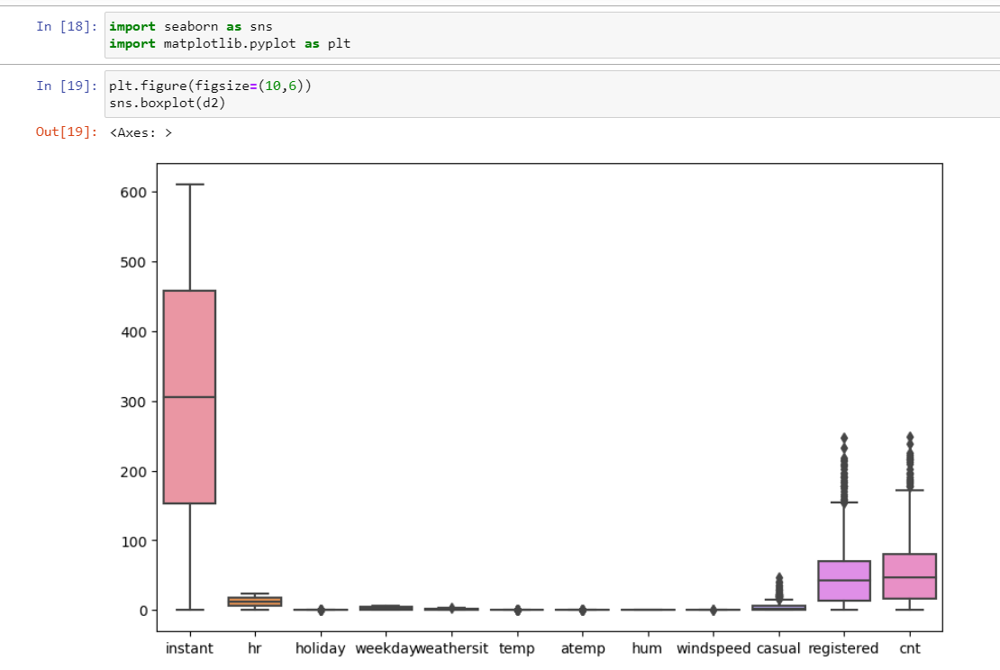 In [18]: import seaborn as sns
import matplotlib.pyplot as plt
In [19]: plt.figure(figsize=(10,6))
sns.boxplot(d2)
Out[19]: <Axes: >
600
500
400
300
200
100
0
instant hr holiday weekday weathersit temp atemp hum windspeed casual registered cnt